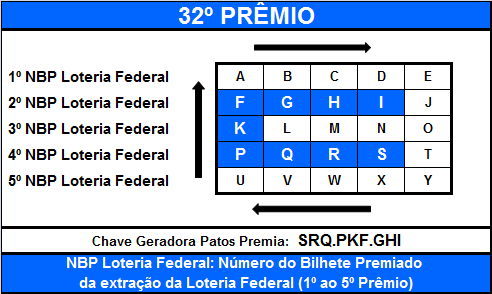 32º PRÊMIO
1º NBP Loteria Federal A B C D E
2º NBP Loteria Federal F G H I J
3º NBP Loteria Federal K L M N O
4º NBP Loteria Federal P Q R S T
5º NBP Loteria Federal U V W X Y
Chave Geradora Patos Premia: SRQ.PKF.GHI
NBP Loteria Federal: Número do Bilhete Premiado
da extração da Loteria Federal (1º ao 5º Prêmio)